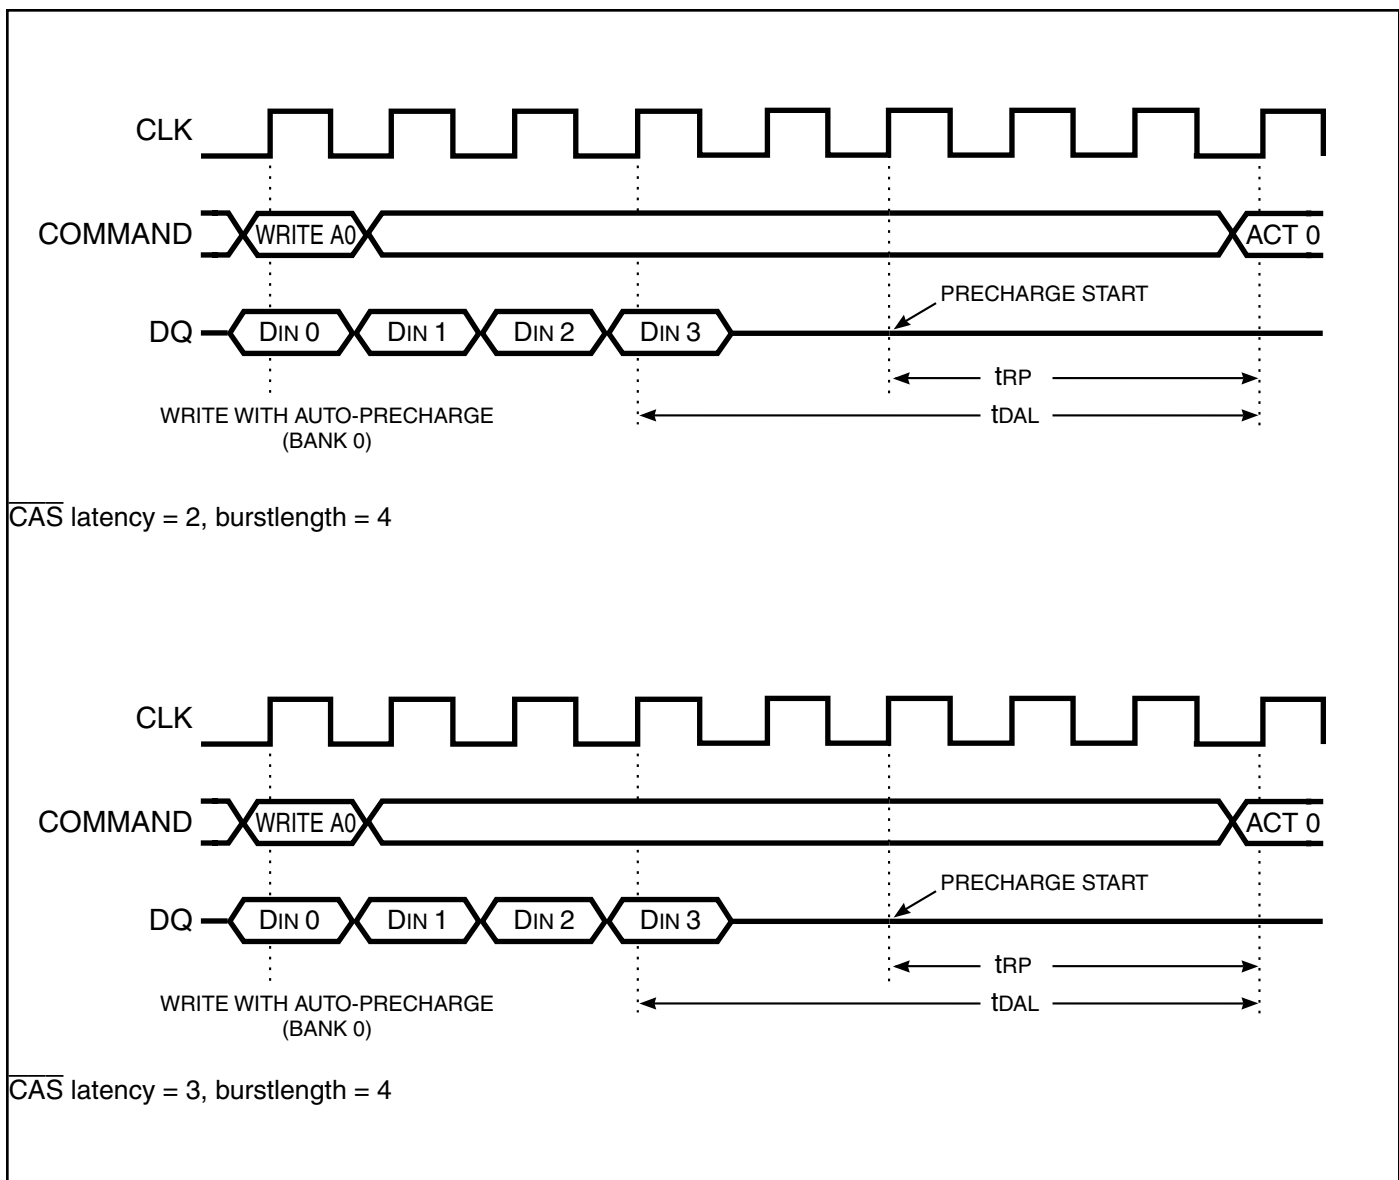 CLK
COMMAND WRITE A0 ACT 0
PRECHARGE START
DQ DIN 0 DIN 1 DIN 2 DIN 3
tRP
WRITE WITH AUTO-PRECHARGE tDAL
(BANK 0)
CAS latency = 2, burstlength = 4
CLK
COMMAND WRITE A0 ACT 0
PRECHARGE START
DQ DIN 0 DIN 1 DIN 2 DIN 3
tRP
WRITE WITH AUTO-PRECHARGE tDAL
(BANK 0)
CAS latency = 3, burstlength = 4